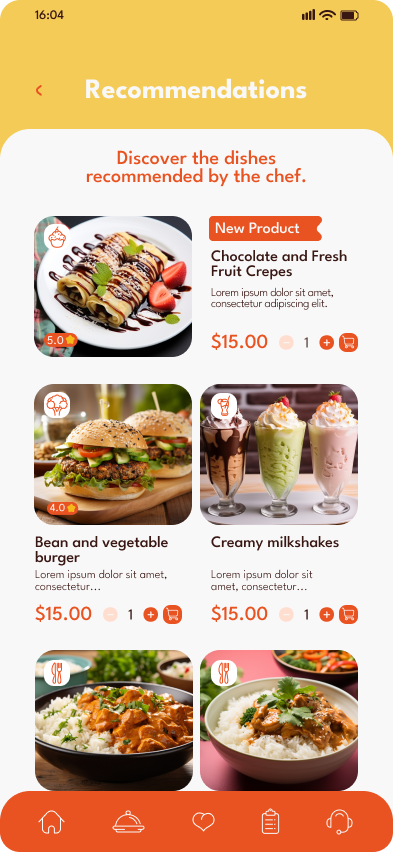 16:04
Recommendations
Discover the dishes
recommended by the chef.
5.0
New Product
Chocolate and Fresh
Fruit Crepes
Lorem ipsum dolor sit amet,
consectetur adipiscing elit.
$15.00 - 1 +
4.0
Bean and vegetable
burger
Lorem ipsum dolor sit amet,
consectetur...
$15.00 - 1 +
Creamy milkshakes
Lorem ipsum dolor sit
amet, consectetur...
$15.00 - 1 +